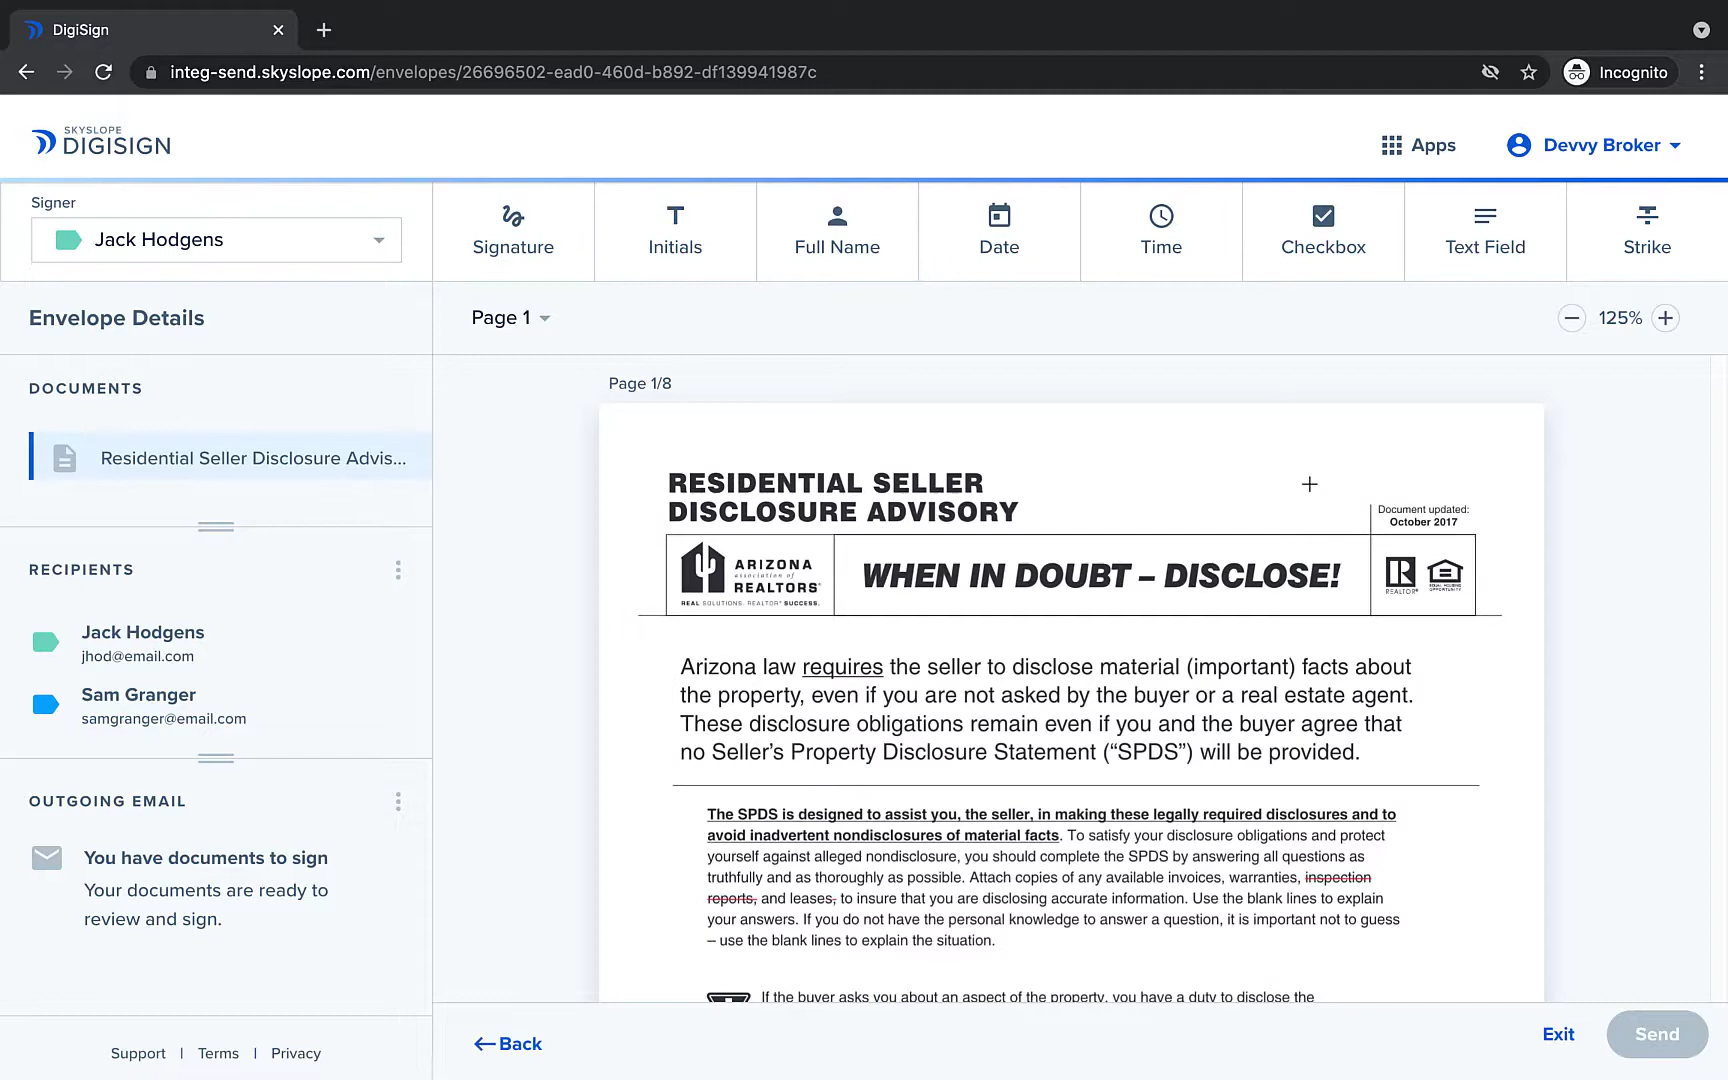 DigiSign
integ-send.skyslope.com/envelopes/26696502-ead0-460d-b892-df139941987c
Incognito
SKYSLOPE
DIGISIGN
Apps
Devvy Broker
Signer
Jack Hodgens
Signature
Initials
Full Name
Date
Time
Checkbox
Text Field
Strike
Envelope Details
Page 1
125%
DOCUMENTS
Residential Seller Disclosure Advis...
RECIPIENTS
Jack Hodgens
jhod@email.com
Sam Granger
samgranger@email.com
OUTGOING EMAIL
You have documents to sign
Your documents are ready to
review and sign.
Support | Terms | Privacy
Page 1/8
RESIDENTIAL SELLER
DISCLOSURE ADVISORY
Document updated:
October 2017
ARIZONA
association of
REALTORS®
REAL SOLUTIONS. REALTOR® SUCCESS.
WHEN IN DOUBT – DISCLOSE!
REALTOR®
EQUAL HOUSING
OPPORTUNITY
Arizona law requires the seller to disclose material (important) facts about
the property, even if you are not asked by the buyer or a real estate agent.
These disclosure obligations remain even if you and the buyer agree that
no Seller’s Property Disclosure Statement (“SPDS”) will be provided.
The SPDS is designed to assist you, the seller, in making these legally required disclosures and to
avoid inadvertent nondisclosures of material facts. To satisfy your disclosure obligations and protect
yourself against alleged nondisclosure, you should complete the SPDS by answering all questions as
truthfully and as thoroughly as possible. Attach copies of any available invoices, warranties, inspection
reports, and leases, to insure that you are disclosing accurate information. Use the blank lines to explain
your answers. If you do not have the personal knowledge to answer a question, it is important not to guess
– use the blank lines to explain the situation.
If the buyer asks you about an aspect of the property, you have a duty to disclose the
Back
Exit
Send